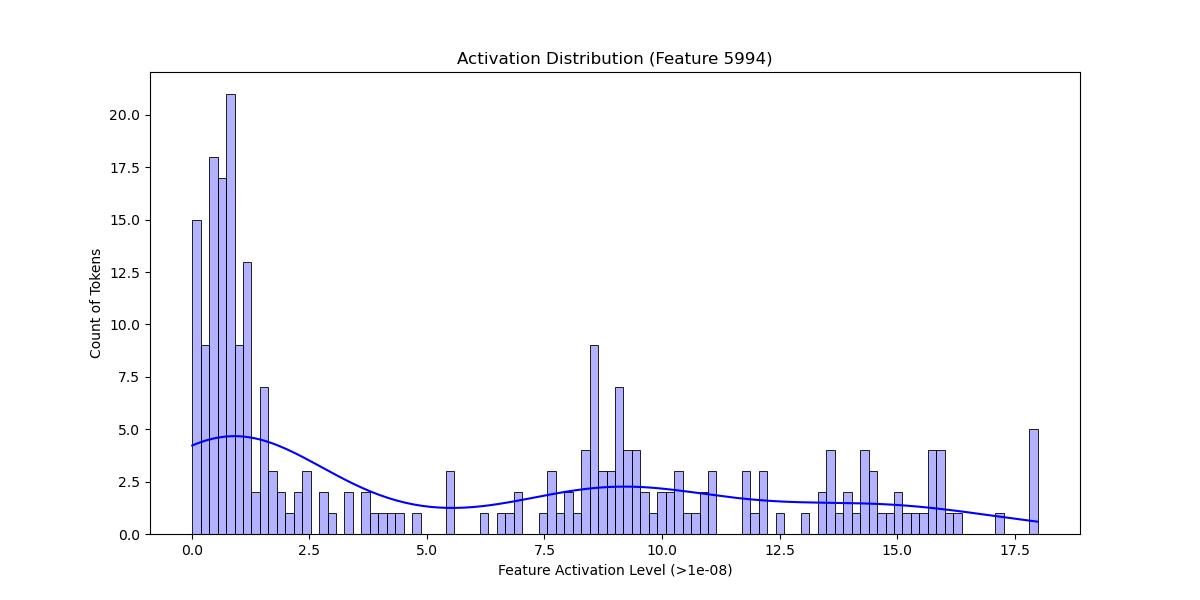 Activation Distribution (Feature 5994)
20.0
17.5
15.0
12.5
10.0
7.5
5.0
2.5
0.0
Count of Tokens
0.0 2.5 5.0 7.5 10.0 12.5 15.0 17.5
Feature Activation Level (>1e-08)